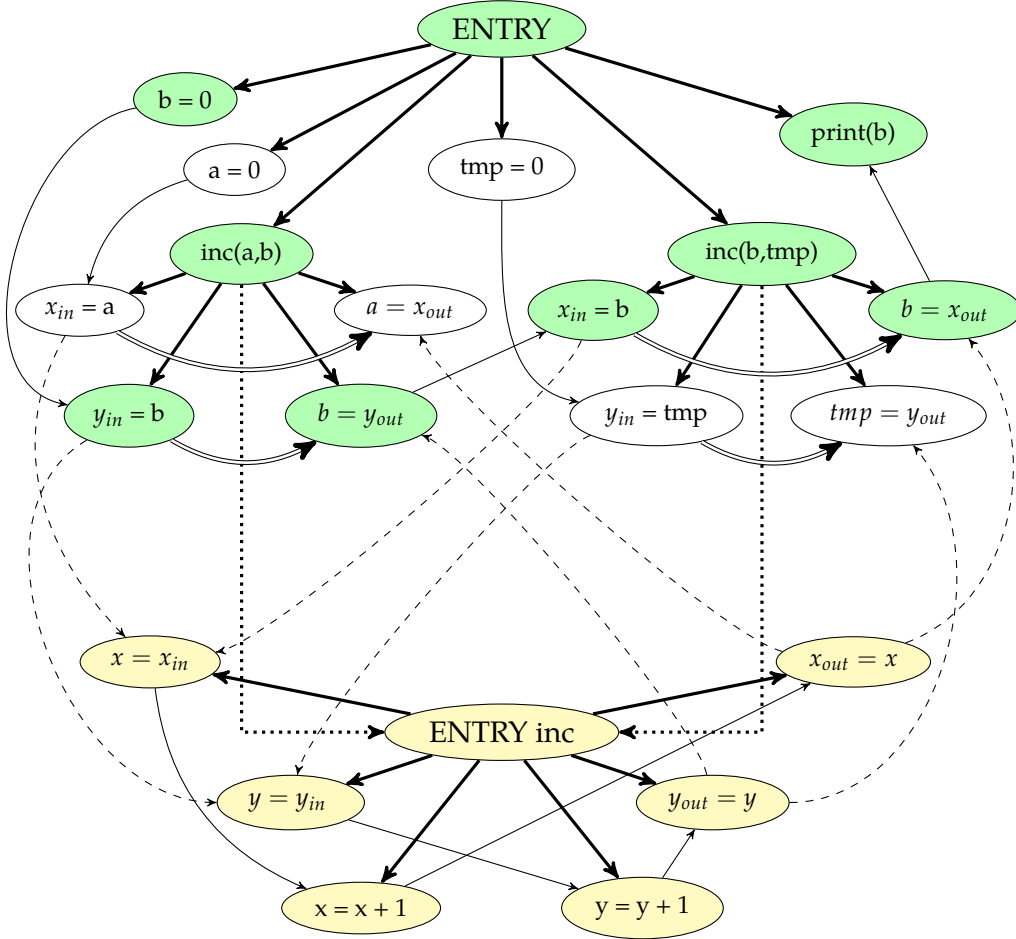 ENTRY
b = 0
print(b)
a = 0
tmp = 0
inc(a,b)
inc(b,tmp)
x_in = a
a = x_out
x_in = b
b = x_out
y_in = b
b = y_out
y_in = tmp
tmp = y_out
x = x_in
x_out = x
ENTRY inc
y = y_in
y_out = y
x = x + 1
y = y + 1